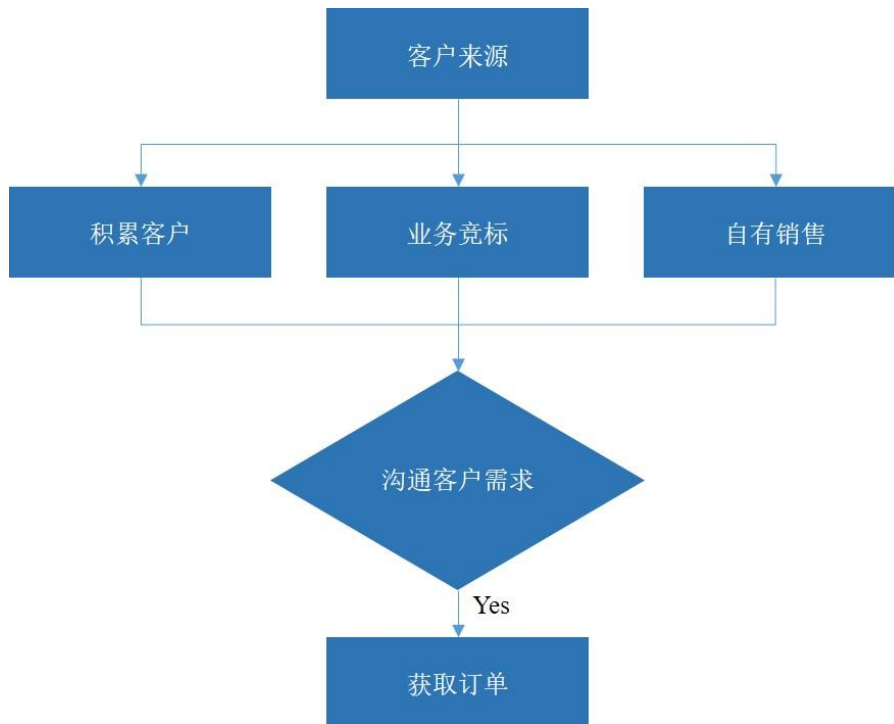 客户来源
积累客户
业务竞标
自有销售
沟通客户需求
Yes
获取订单